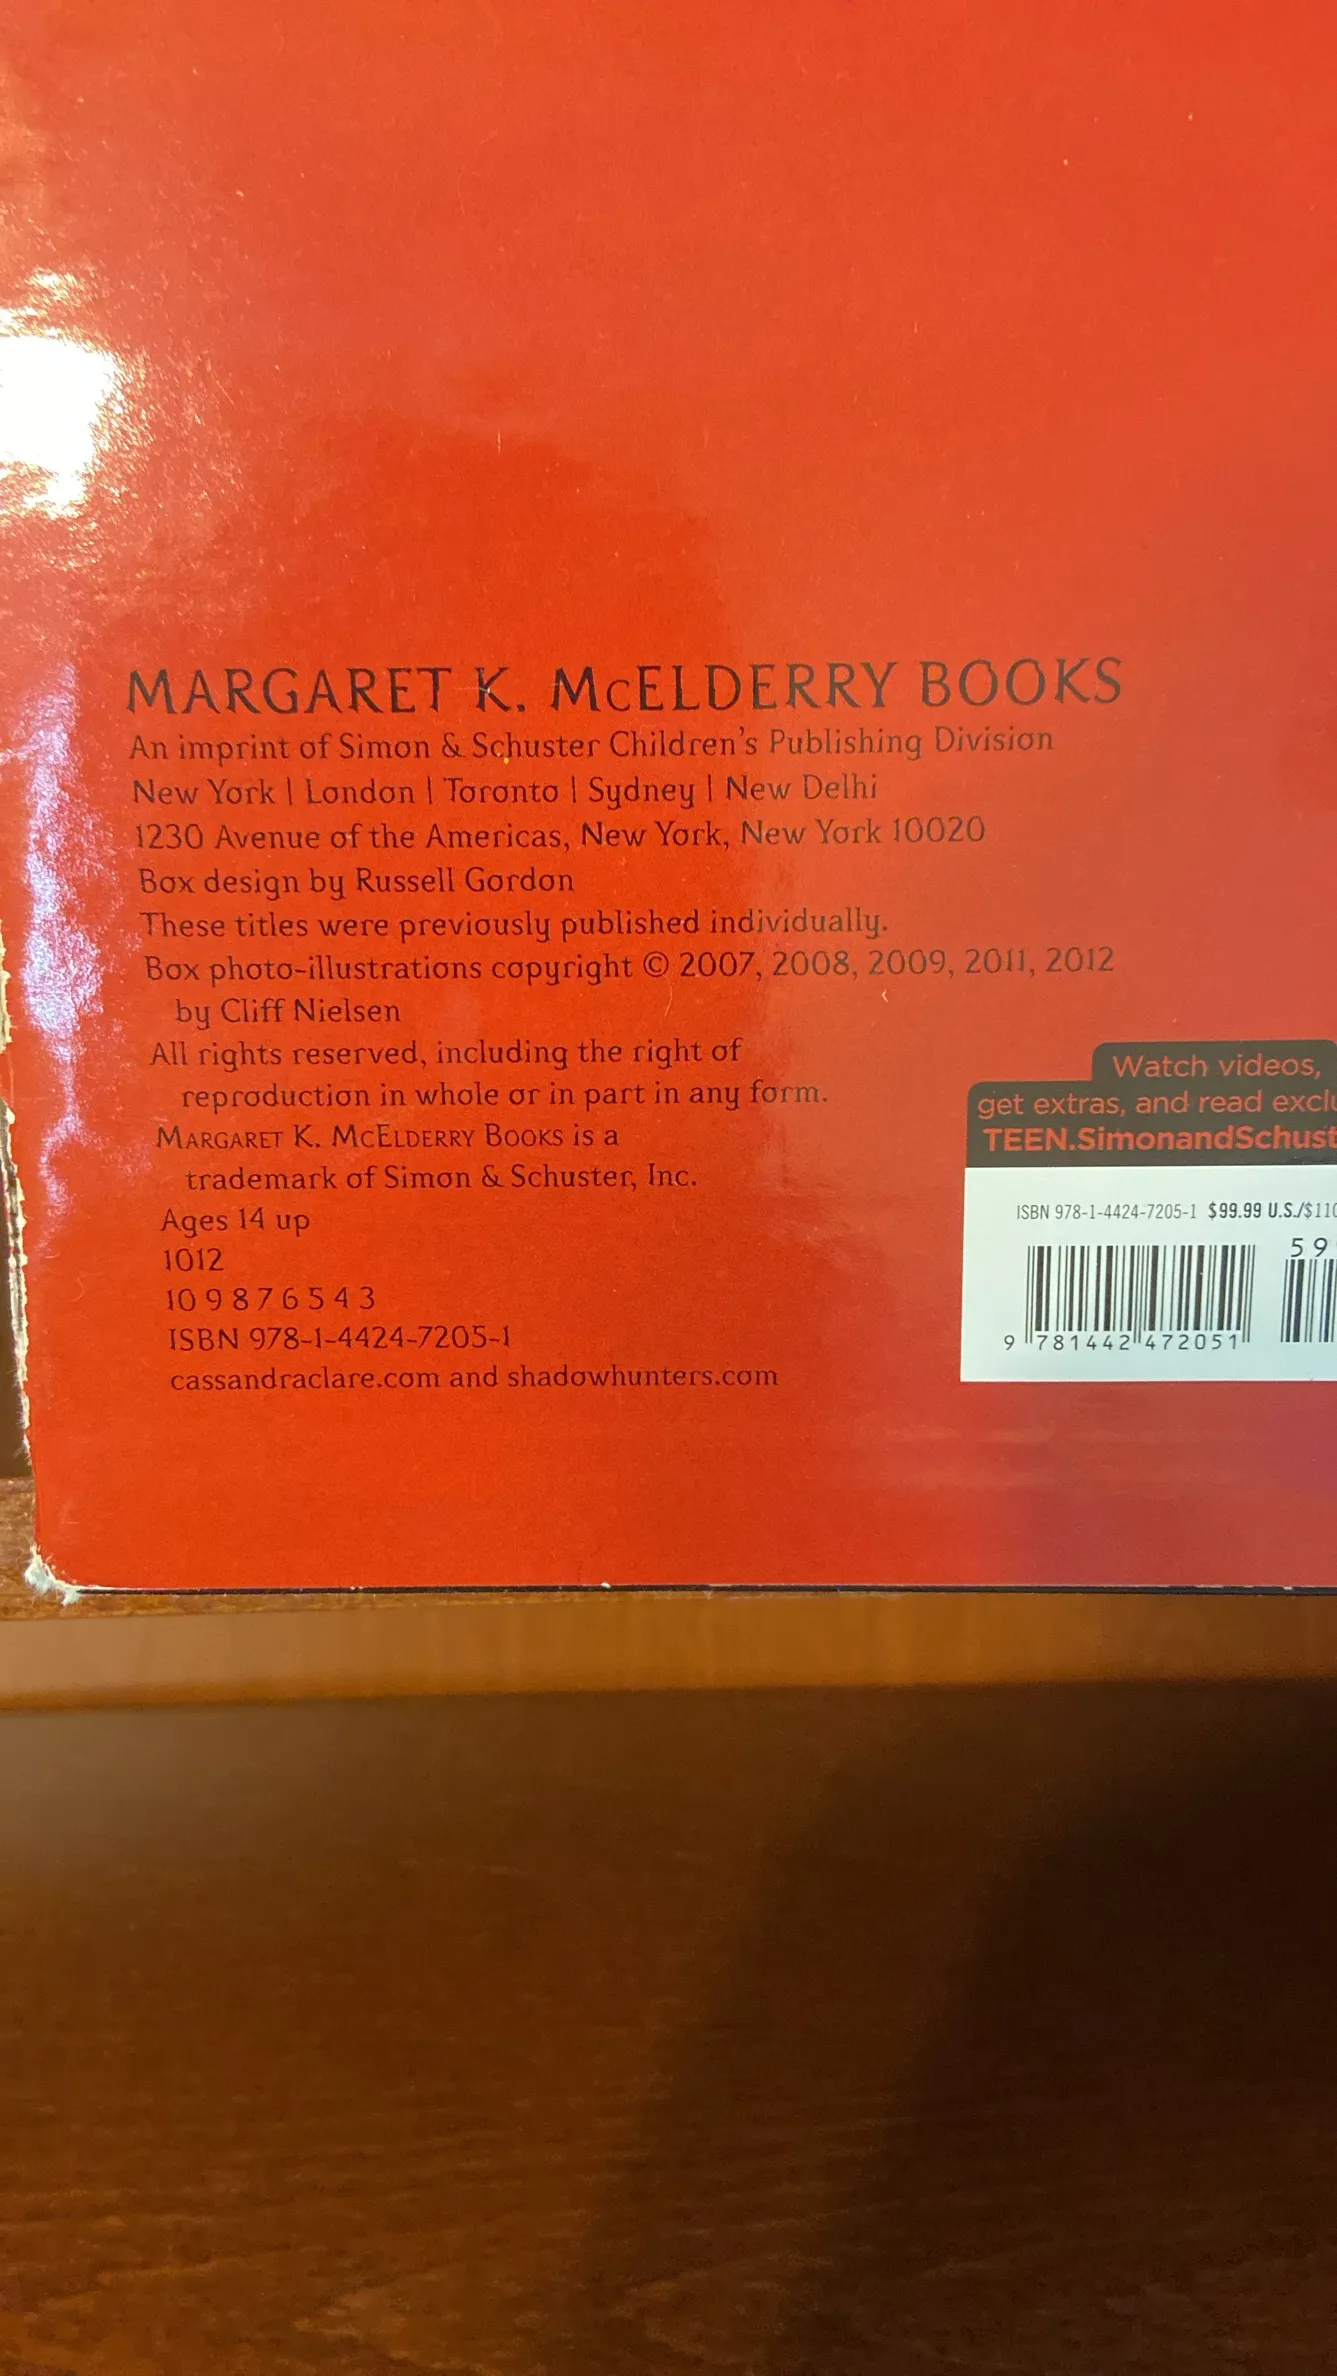 MARGARET K. McELDERRY BOOKS
An imprint of Simon & Schuster Children's Publishing Division
New York | London | Toronto | Sydney | New Delhi
1230 Avenue of the Americas, New York, New York 10020
Box design by Russell Gordon
These titles were previously published individually.
Box photo-illustrations copyright © 2007, 2008, 2009, 2011, 2012
by Cliff Nielsen
All rights reserved, including the right of
reproduction in whole or in part in any form.
MARGARET K. McELDERRY BOOKS is a
trademark of Simon & Schuster, Inc.
Ages 14 up
1012
10 9 8 7 6 5 4 3
ISBN 978-1-4424-7205-1
cassandraclare.com and shadowhunters.com
Watch videos,
get extras, and read
TEEN.SimonandSchust
ISBN 978-1-4424-7205-1 $99.99 U.S./$110
5 9
9 781442 472051